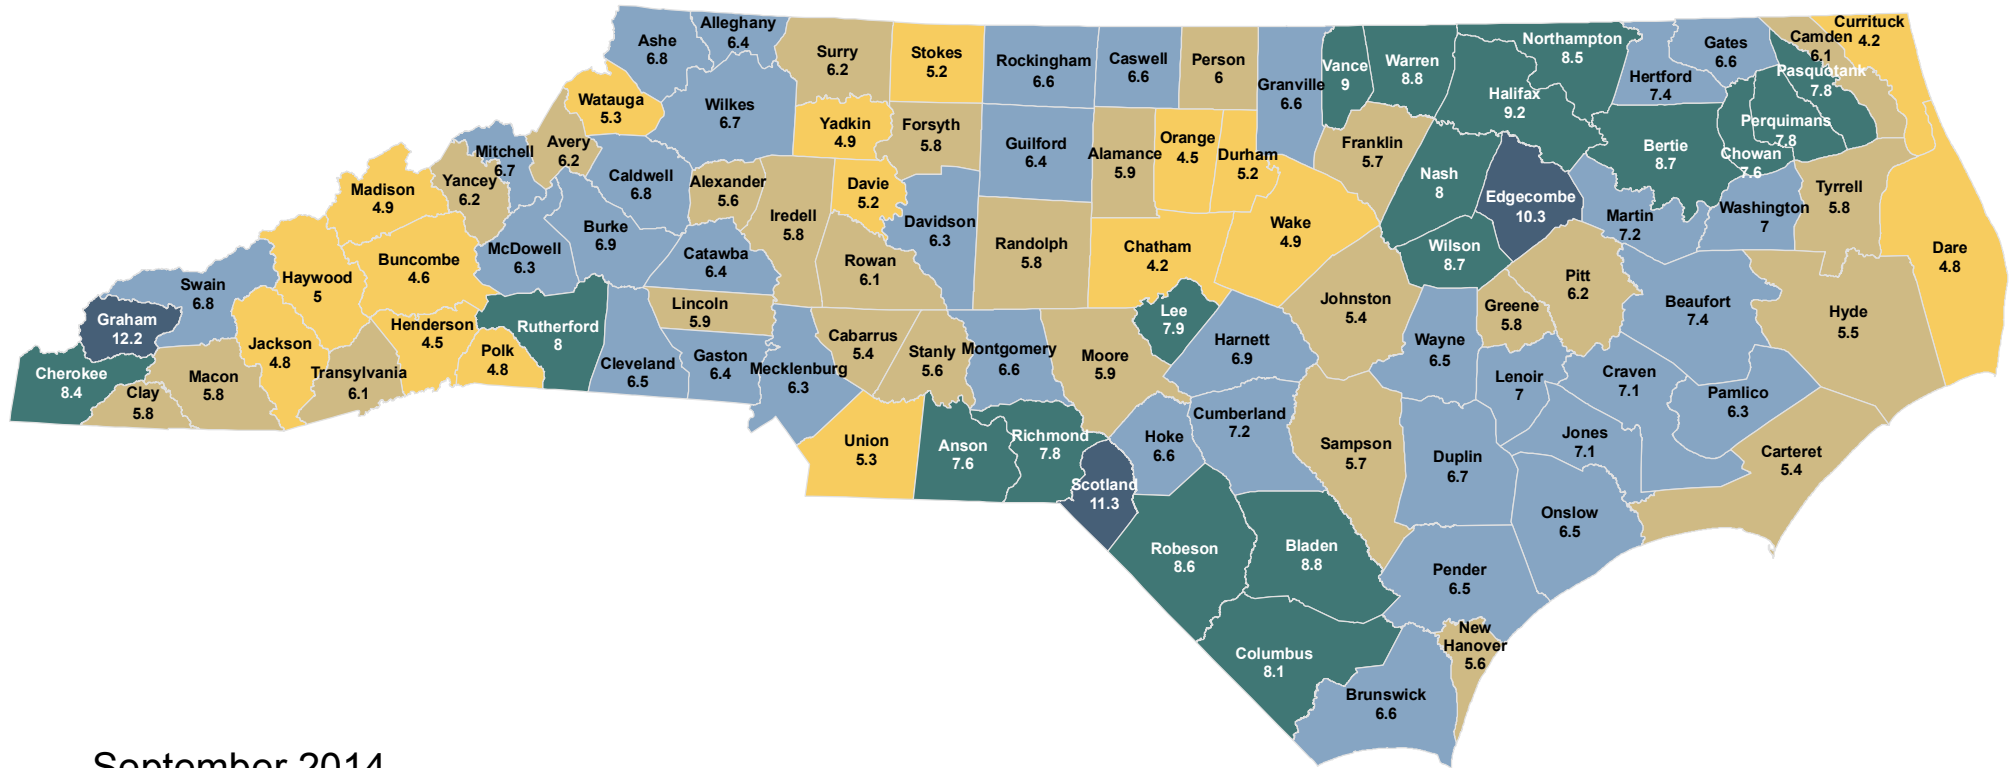 Alleghany
6.4
Ashe
6.8
Surry
6.2
Stokes
5.2
Rockingham
6.6
Caswell
6.6
Person
6
Granville
6.6
Vance
9
Warren
8.8
Northampton
8.5
Halifax
9.2
Hertford
7.4
Gates
6.6
Camden
6.1
Currituck
4.2
Pasquotank
7.8
Perquimans
7.8
Chowan
7.6
Bertie
8.7
Watauga
5.3
Wilkes
6.7
Yadkin
4.9
Forsyth
5.8
Guilford
6.4
Alamance
5.9
Orange
4.5
Durham
5.2
Franklin
5.7
Nash
8
Edgecombe
10.3
Martin
7.2
Washington
7
Tyrrell
5.8
Dare
4.8
Madison
4.9
Yancey
6.2
Mitchell
6.7
Avery
6.2
Caldwell
6.8
Alexander
5.6
Iredell
5.8
Davie
5.2
Davidson
6.3
Randolph
5.8
Chatham
4.2
Wake
4.9
Wilson
8.7
Pitt
6.2
Beaufort
7.4
Hyde
5.5
Haywood
5
Buncombe
4.6
McDowell
6.3
Burke
6.9
Catawba
6.4
Rowan
6.1
Lincoln
5.9
Lee
7.9
Johnston
5.4
Greene
5.8
Wayne
6.5
Swain
6.8
Graham
12.2
Cherokee
8.4
Clay
5.8
Macon
5.8
Jackson
4.8
Transylvania
6.1
Henderson
4.5
Polk
4.8
Rutherford
8
Cleveland
6.5
Gaston
6.4
Mecklenburg
6.3
Cabarrus
5.4
Stanly
5.6
Montgomery
6.6
Moore
5.9
Harnett
6.9
Lenoir
7
Craven
7.1
Pamlico
6.3
Jones
7.1
Carteret
5.4
Union
5.3
Anson
7.6
Richmond
7.8
Scotland
11.3
Hoke
6.6
Cumberland
7.2
Sampson
5.7
Duplin
6.7
Onslow
6.5
Robeson
8.6
Bladen
8.8
Pender
6.5
Columbus
8.1
New
Hanover
5.6
Brunswick
6.6
September 2014